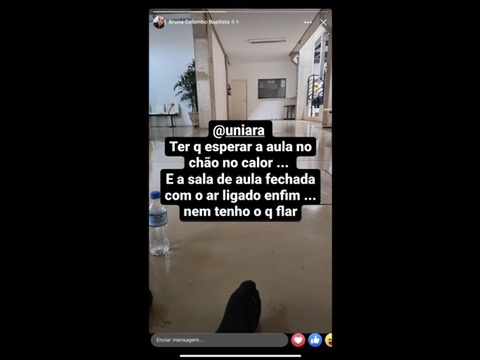 Bruna Colombo Baptista 6 h
@uniara
Ter q esperar a aula no
chão no calor ...
E a sala de aula fechada
com o ar ligado enfim ...
nem tenho o q flar
Enviar mensagem...